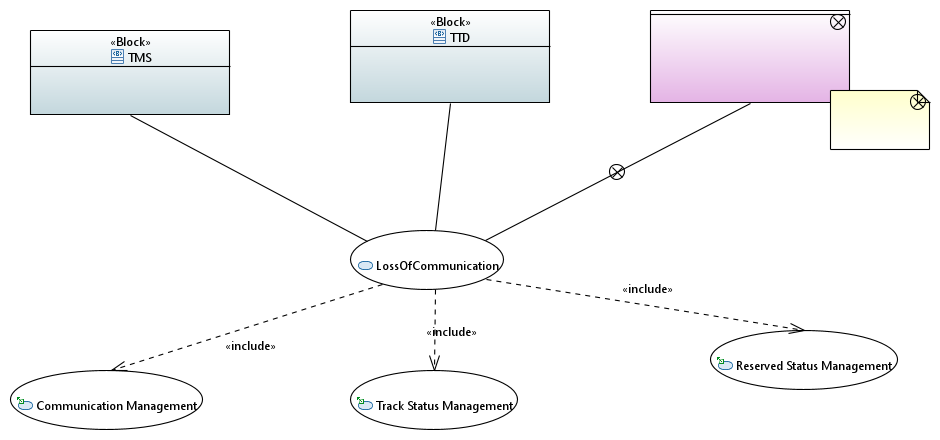 «Block»
TMS
«Block»
TTD
LossOfCommunication
«include»
«include»
«include»
Reserved Status Management
Communication Management
Track Status Management